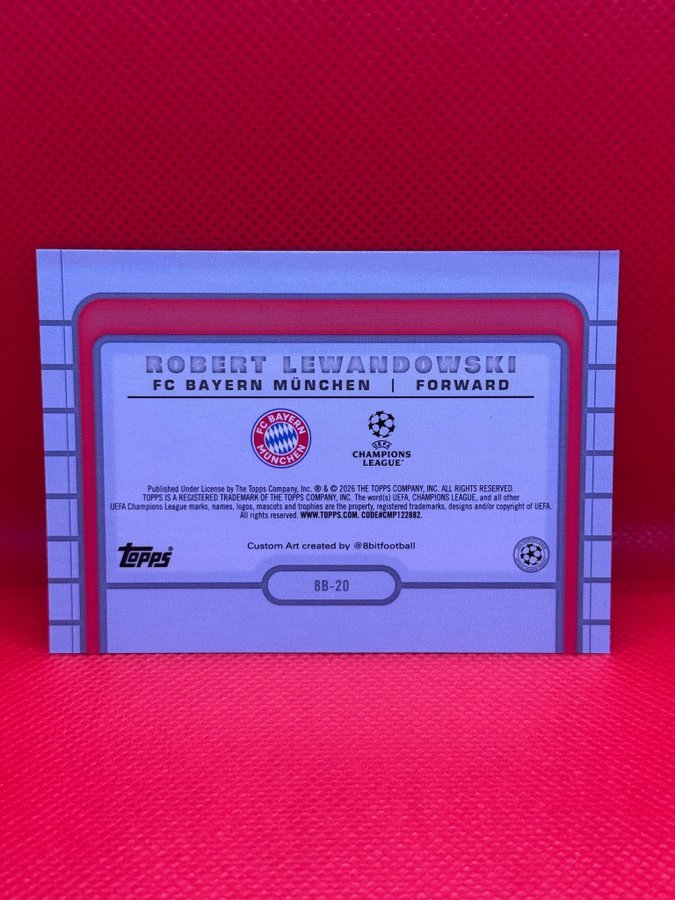 ROBERT LEWANDOWSKI
FC BAYERN MÜNCHEN | FORWARD
FC BAYERN
MÜNCHEN
UEFA
CHAMPIONS
LEAGUE®
Published Under License by The Topps Company, Inc. ® & © 2026 THE TOPPS COMPANY, INC. ALL RIGHTS RESERVED.
TOPPS IS A REGISTERED TRADEMARK OF THE TOPPS COMPANY, INC. The word(s) UEFA, CHAMPIONS LEAGUE, and all other
UEFA Champions League marks, names, logos, mascots and trophies are the property, registered trademarks, designs and/or copyright of UEFA.
All rights reserved. WWW.TOPPS.COM. CODE#CMP122882.
Custom Art created by @8bitfootball
topps®
8B-20